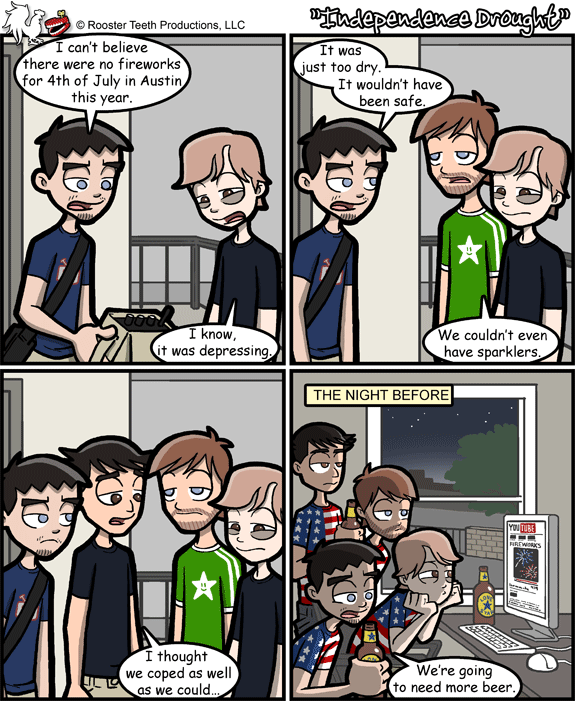 © Rooster Teeth Productions, LLC
"Independence Drought"
I can't believe
there were no fireworks
for 4th of July in Austin
this year.
I know,
it was depressing.
It was
just too dry.
It wouldn't have
been safe.
We couldn't even
have sparklers.
I thought
we coped as well
as we could...
THE NIGHT BEFORE
YOUTUBE
FIREWORKS
We're going
to need more beer.